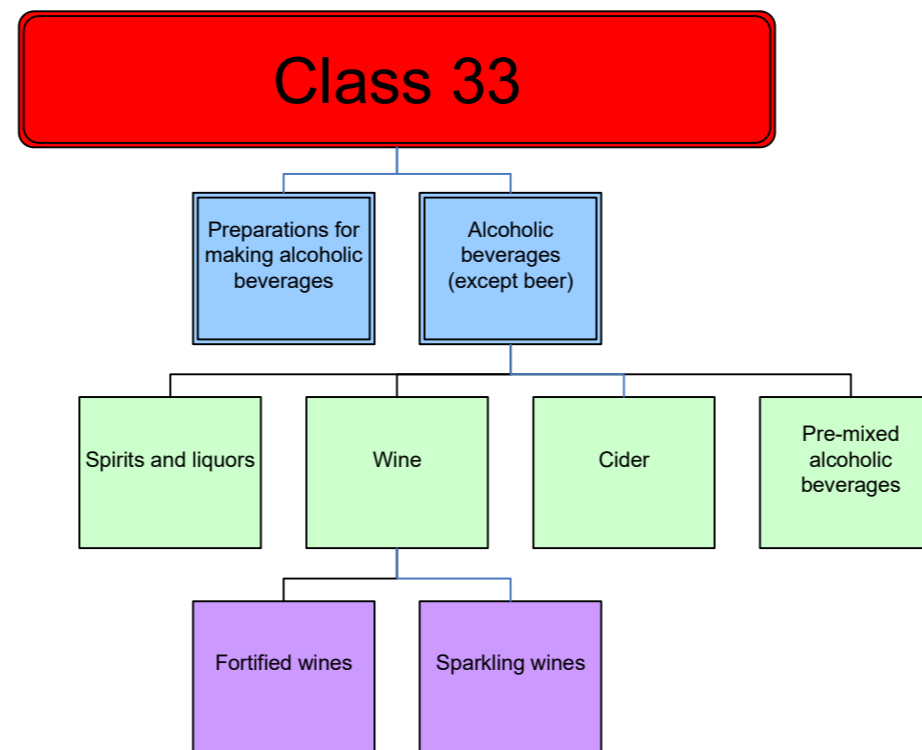 Class 33
Preparations for
making alcoholic
beverages
Alcoholic
beverages
(except beer)
Spirits and liquors
Wine
Cider
Pre-mixed
alcoholic
beverages
Fortified wines
Sparkling wines